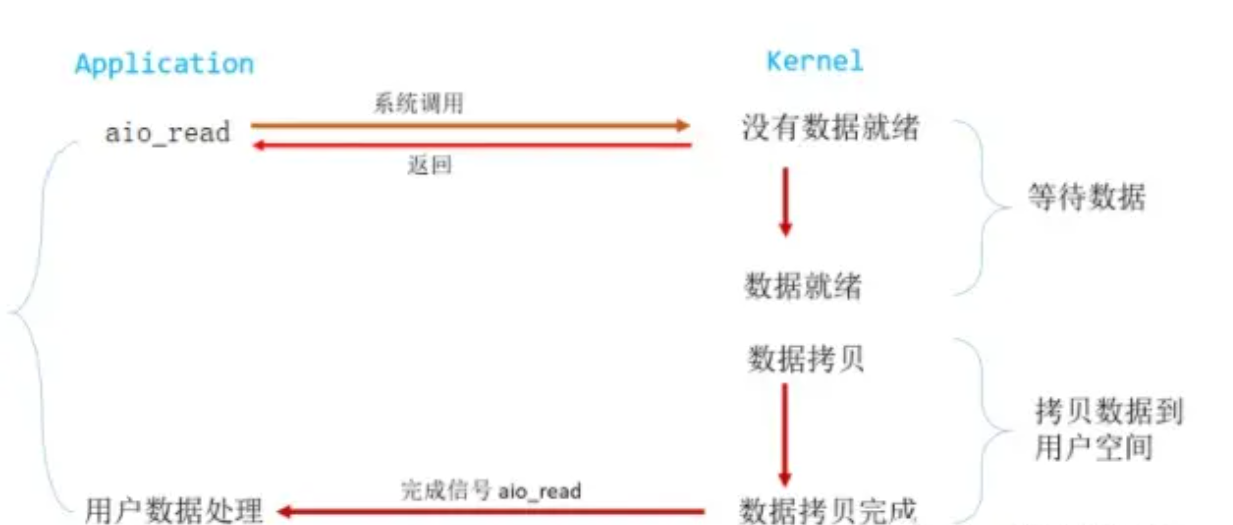 Application
Kernel
系统调用
aio_read
没有数据就绪
返回
等待数据
数据就绪
数据拷贝
拷贝数据到
用户空间
完成信号 aio_read
用户数据处理
数据拷贝完成